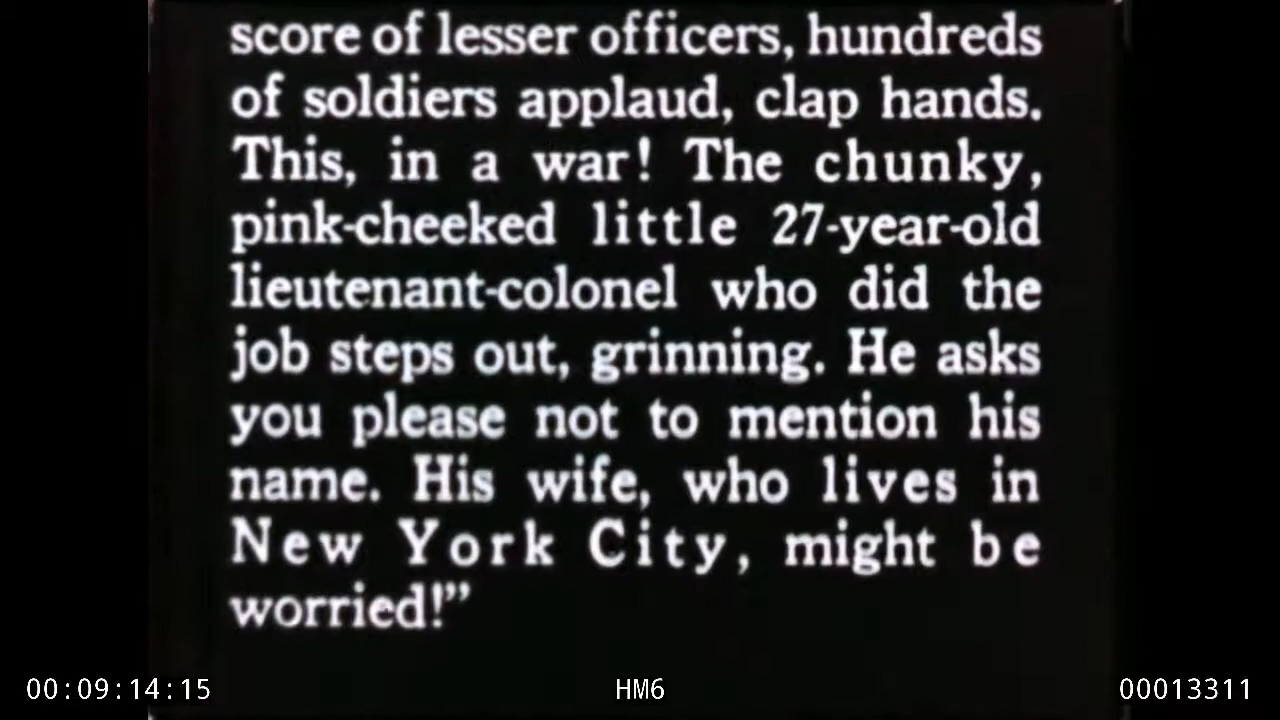 score of lesser officers, hundreds
of soldiers applaud, clap hands.
This, in a war! The chunky,
pink-cheeked little 27-year-old
lieutenant-colonel who did the
job steps out, grinning. He asks
you please not to mention his
name. His wife, who lives in
New York City, might be
worried!”
00:09:14:15 HM6 00013311